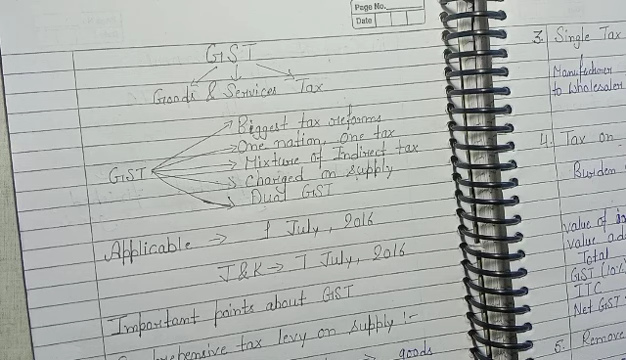 Page No.
Date
GST
Goods & Services Tax
GST
Biggest tax reforms
One nation, one tax
Mixture of Indirect tax
Charged on supply
Dual GST
Applicable → 1 July, 2016
J&K → 7 July, 2016
Important points about GST
prehensive tax levy on supply :-
goods
3. Single Tax
Manufacturer
to wholesaler
4. Tax on
Burden
value of
value ad
Total
GST (10%
ITC
Net GST
5. Remove